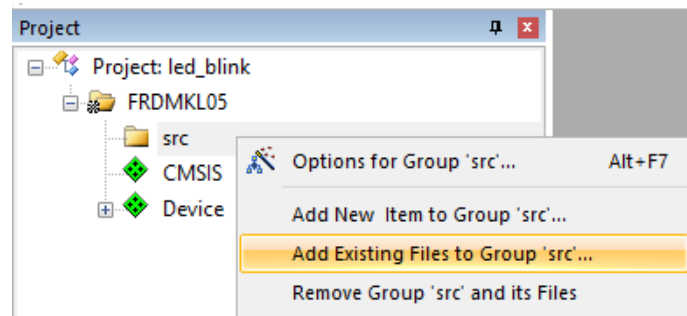 Project
Project: led_blink
FRDMKL05
src
CMSIS
Device
Options for Group 'src'... Alt+F7
Add New Item to Group 'src'...
Add Existing Files to Group 'src'...
Remove Group 'src' and its Files